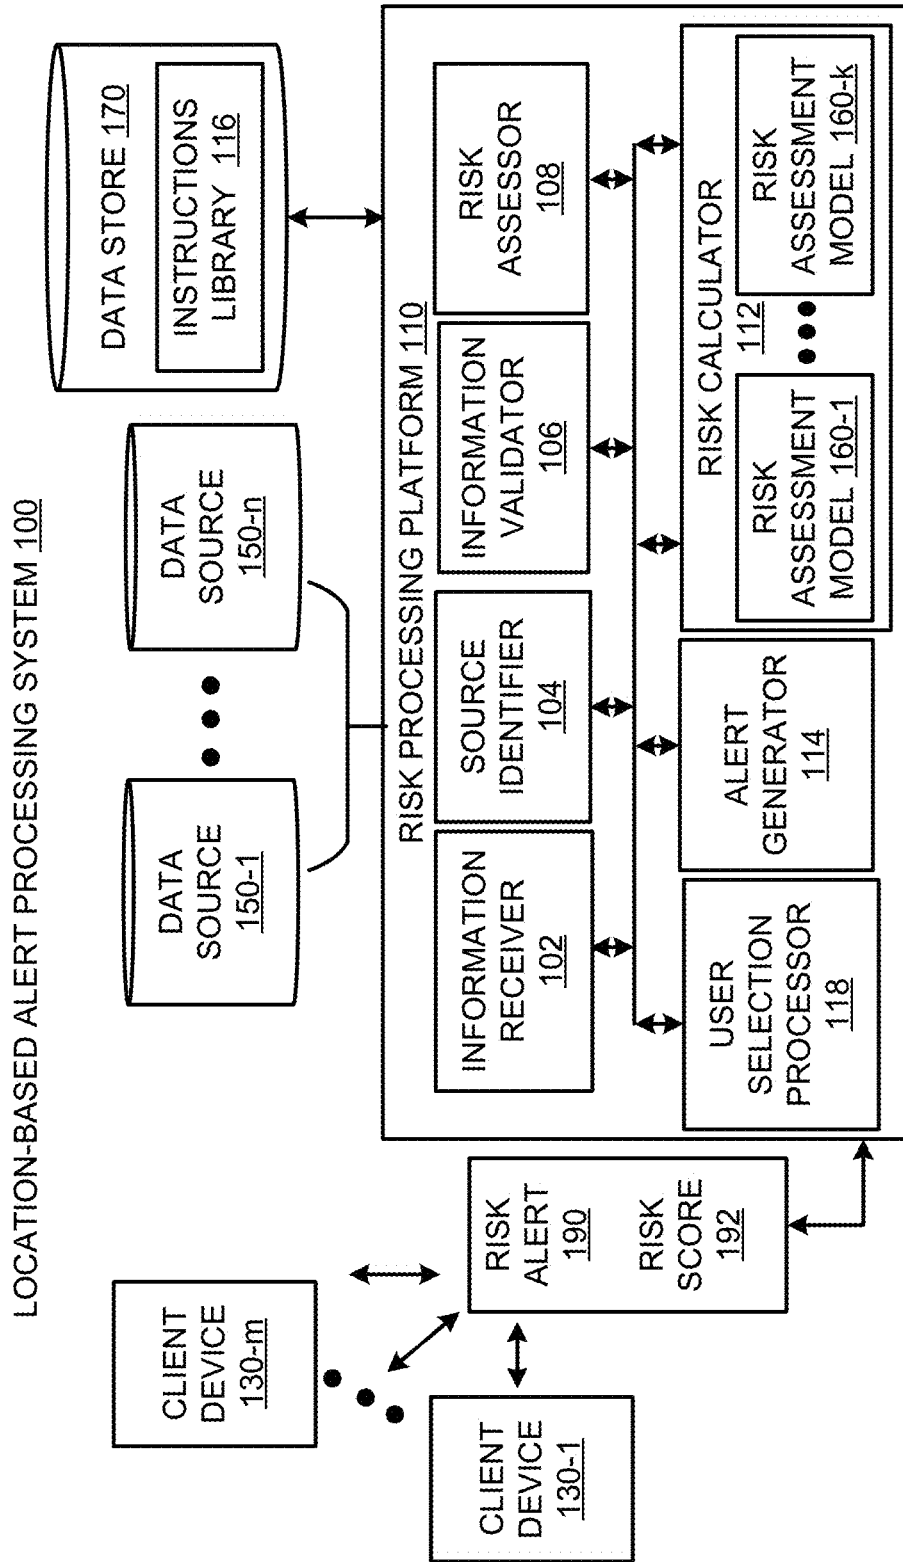 LOCATION-BASED ALERT PROCESSING SYSTEM 100
CLIENT
DEVICE
130-m
CLIENT
DEVICE
130-1
RISK
ALERT
190
RISK
SCORE
192
DATA
SOURCE
150-1
DATA
SOURCE
150-n
DATA STORE 170
INSTRUCTIONS
LIBRARY 116
RISK PROCESSING PLATFORM 110
INFORMATION
RECEIVER
102
SOURCE
IDENTIFIER
104
INFORMATION
VALIDATOR
106
RISK
ASSESSOR
108
USER
SELECTION
PROCESSOR
118
ALERT
GENERATOR
114
RISK CALCULATOR
112
RISK
ASSESSMENT
MODEL 160-1
RISK
ASSESSMENT
MODEL 160-k